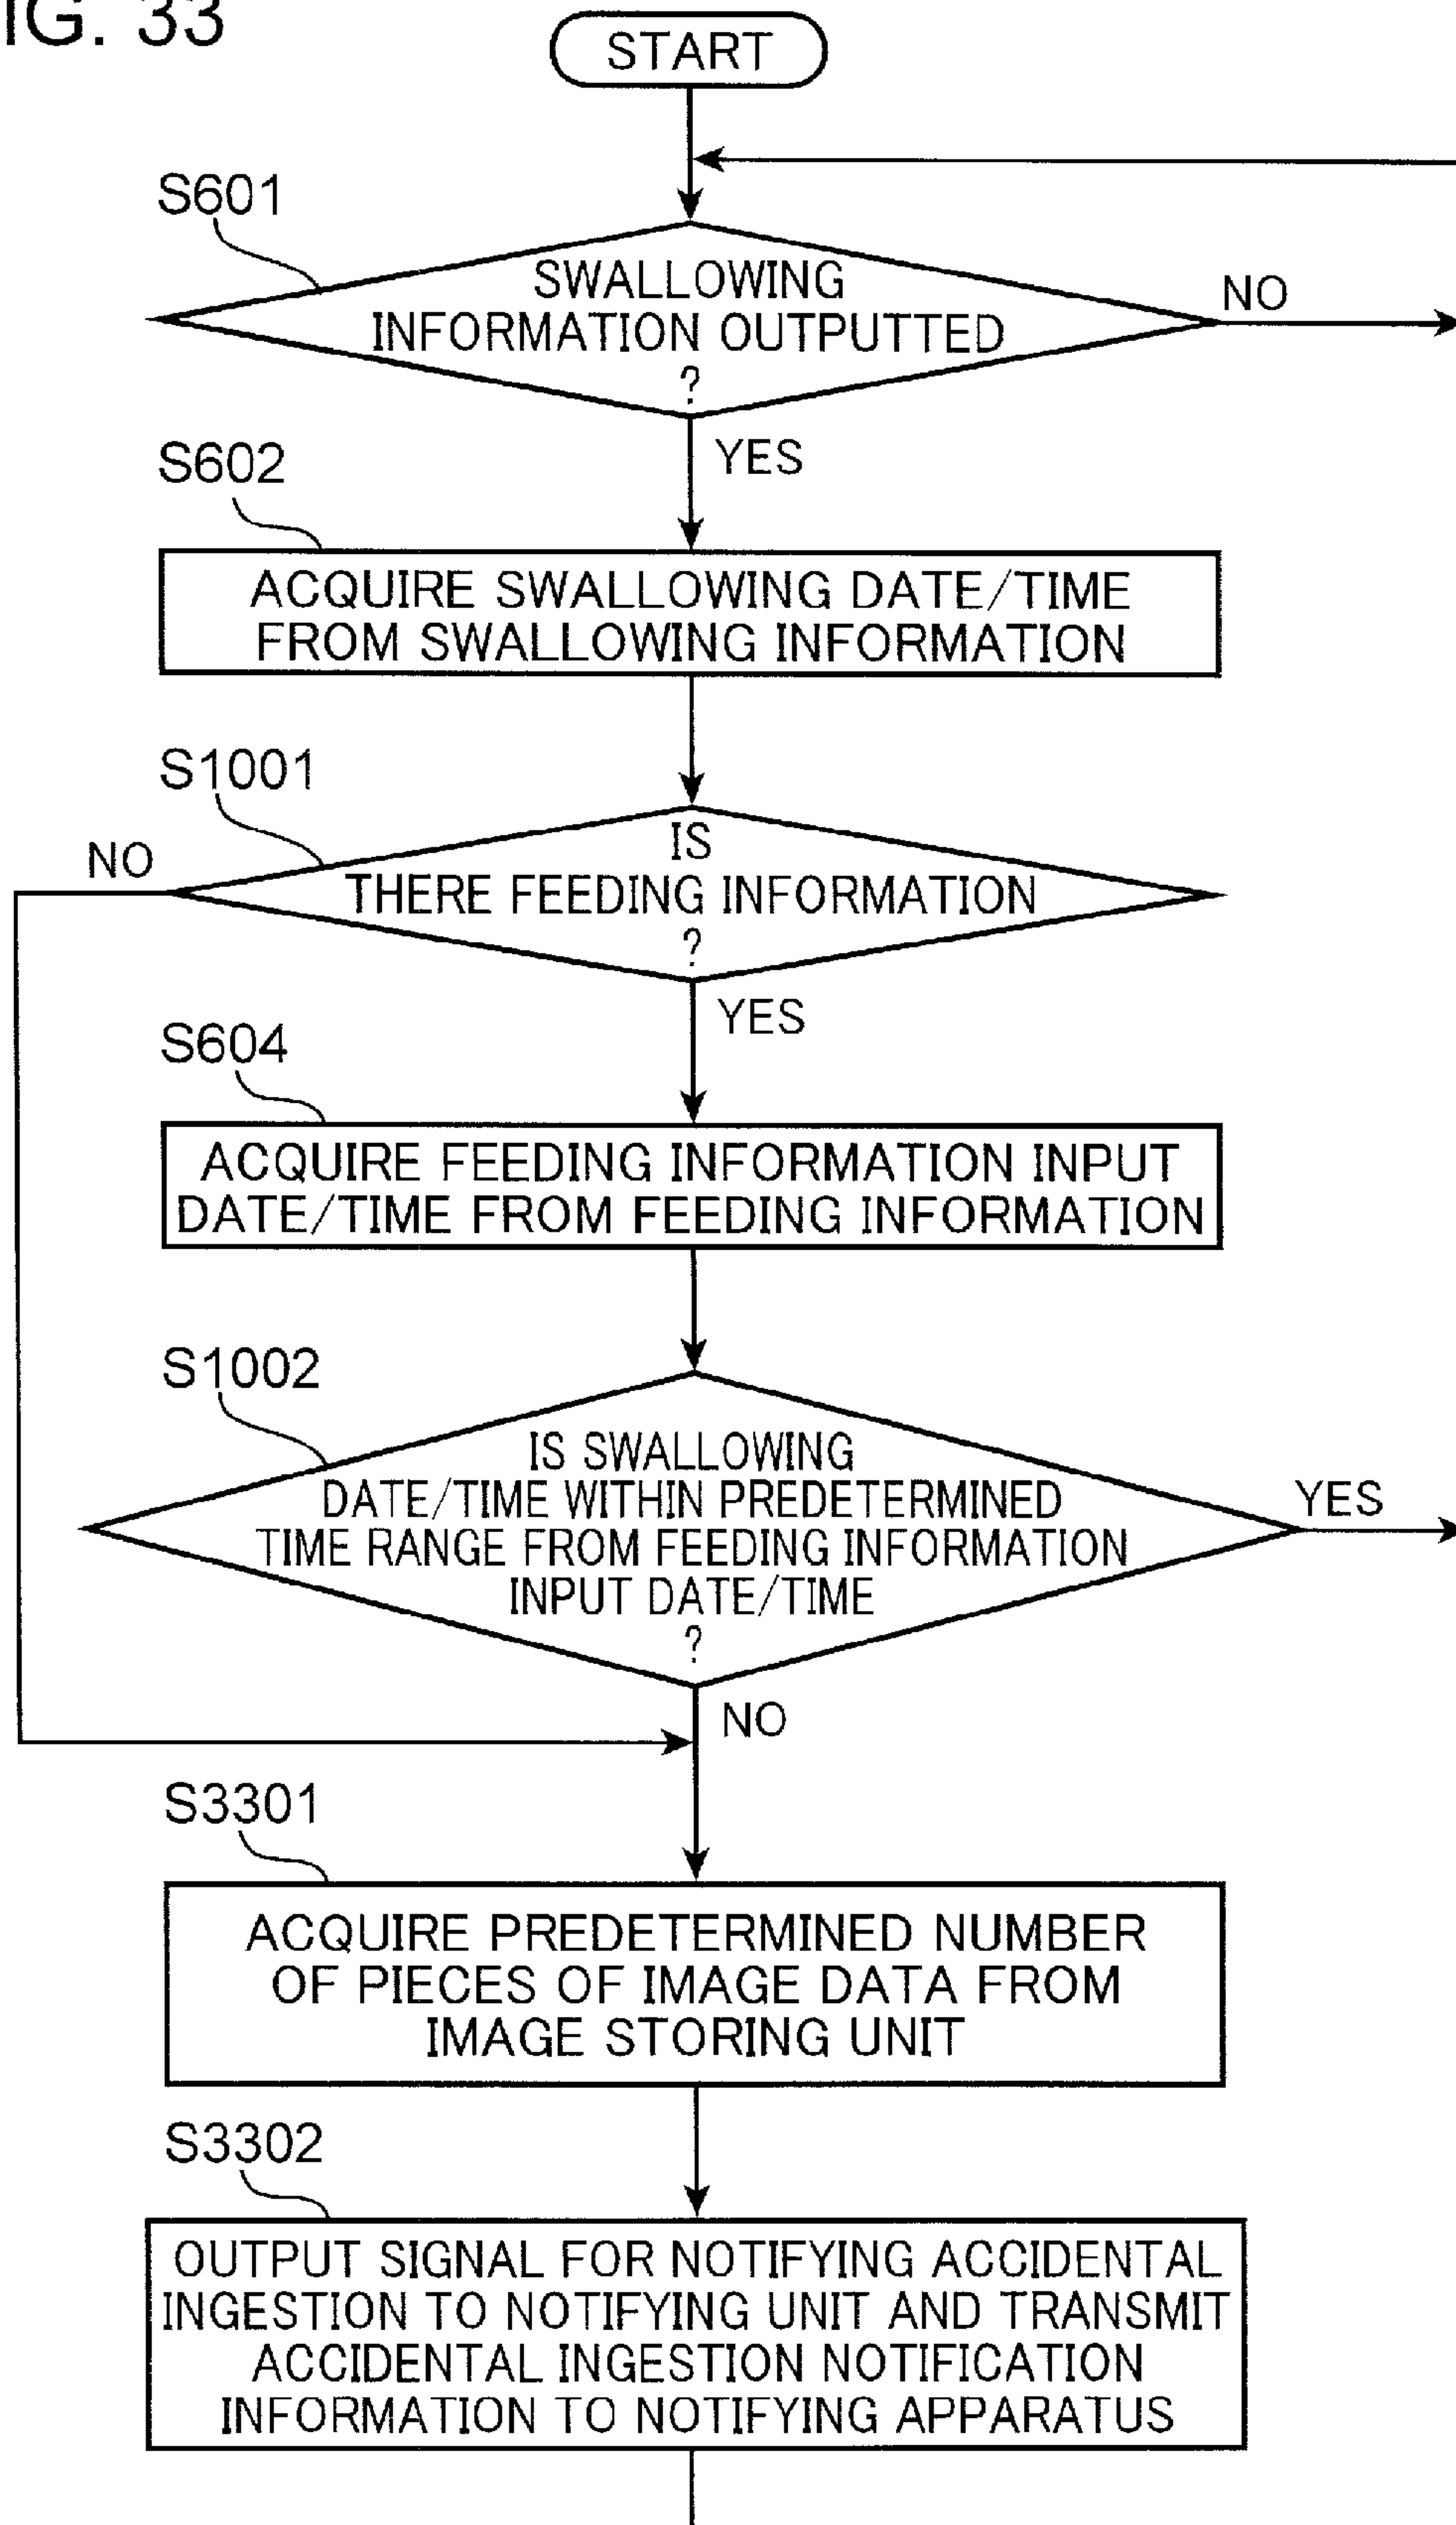 IG. 33
START
S601
SWALLOWING
INFORMATION OUTPUTTED
?
NO
YES
S602
ACQUIRE SWALLOWING DATE/TIME
FROM SWALLOWING INFORMATION
S1001
IS
THERE FEEDING INFORMATION
?
NO
YES
S604
ACQUIRE FEEDING INFORMATION INPUT
DATE/TIME FROM FEEDING INFORMATION
S1002
IS SWALLOWING
DATE/TIME WITHIN PREDETERMINED
TIME RANGE FROM FEEDING INFORMATION
INPUT DATE/TIME
?
YES
NO
S3301
ACQUIRE PREDETERMINED NUMBER
OF PIECES OF IMAGE DATA FROM
IMAGE STORING UNIT
S3302
OUTPUT SIGNAL FOR NOTIFYING ACCIDENTAL
INGESTION TO NOTIFYING UNIT AND TRANSMIT
ACCIDENTAL INGESTION NOTIFICATION
INFORMATION TO NOTIFYING APPARATUS